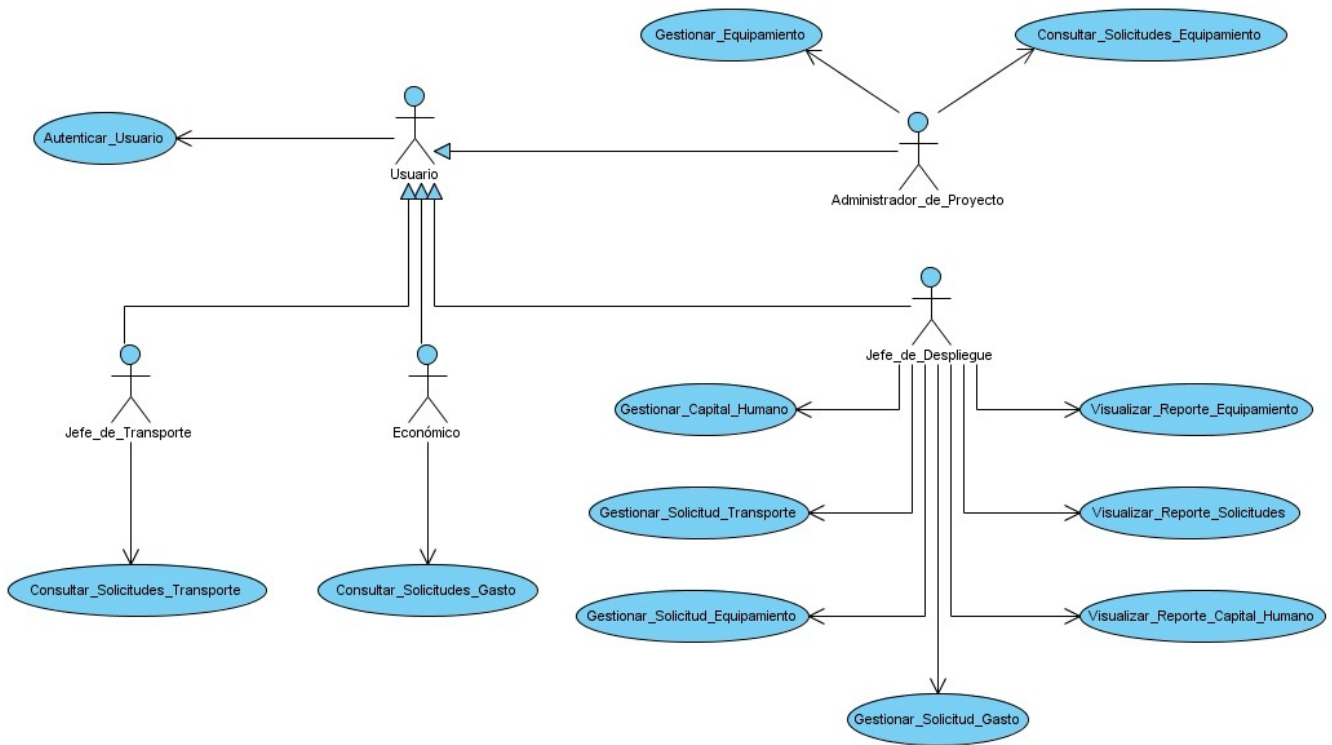 Gestionar_Equipamiento
Consultar_Solicitudes_Equipamiento
Autenticar_Usuario
Usuario
Administrador_de_Proyecto
Jefe_de_Despliegue
Jefe_de_Transporte
Económico
Gestionar_Capital_Humano
Visualizar_Reporte_Equipamiento
Gestionar_Solicitud_Transporte
Visualizar_Reporte_Solicitudes
Consultar_Solicitudes_Transporte
Consultar_Solicitudes_Gasto
Gestionar_Solicitud_Equipamiento
Visualizar_Reporte_Capital_Humano
Gestionar_Solicitud_Gasto